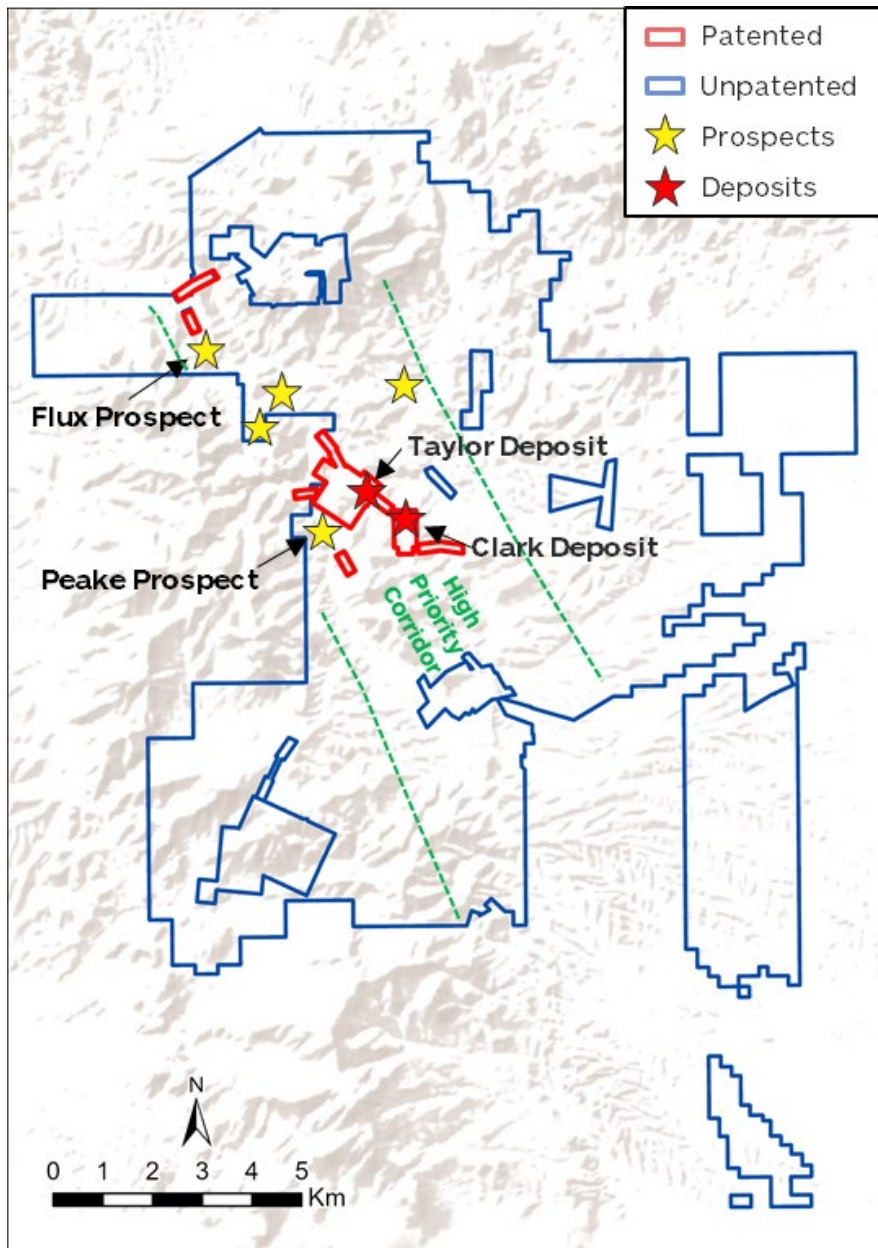 Patented
Unpatented
Prospects
Deposits
Flux Prospect
Taylor Deposit
Clark Deposit
Peake Prospect
High
Priority
Corridor
N
0 1 2 3 4 5
Km